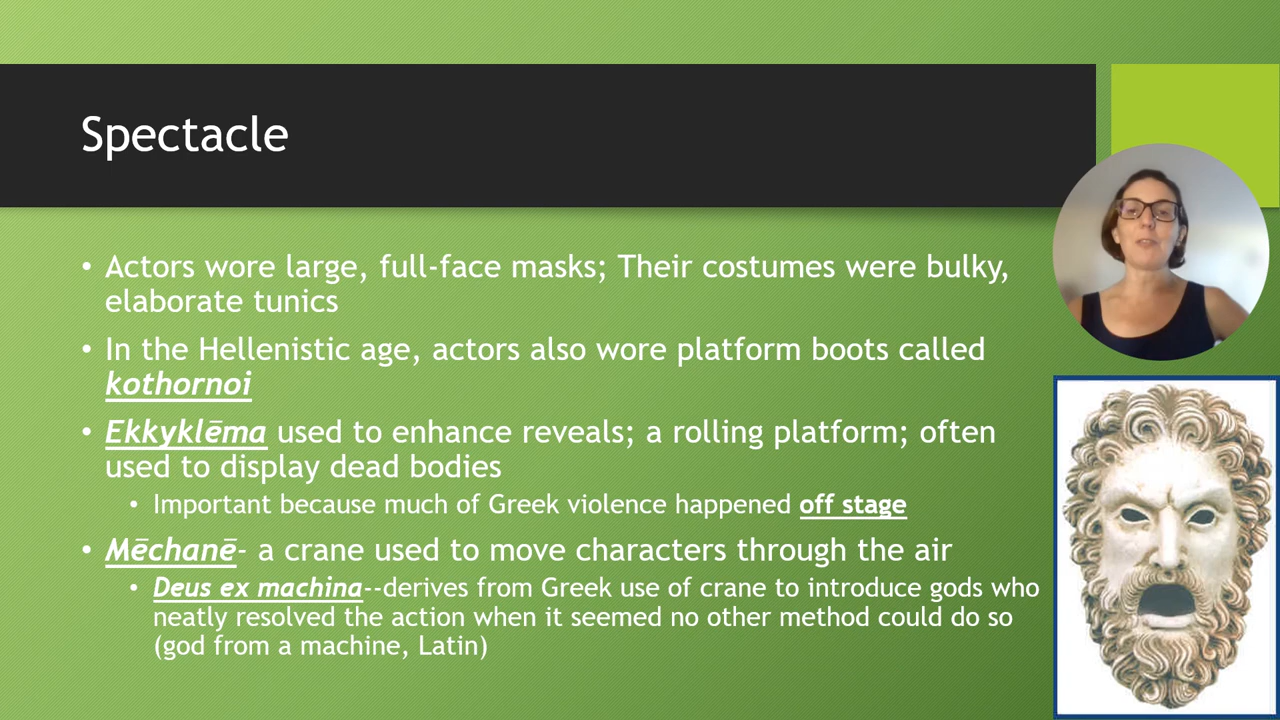 Spectacle
• Actors wore large, full-face masks; Their costumes were bulky,
elaborate tunics
• In the Hellenistic age, actors also wore platform boots called
kothornoi
• Ekkyklēma used to enhance reveals; a rolling platform; often
used to display dead bodies
• Important because much of Greek violence happened off stage
• Mēchanē- a crane used to move characters through the air
• Deus ex machina--derives from Greek use of crane to introduce gods who
neatly resolved the action when it seemed no other method could do so
(god from a machine, Latin)